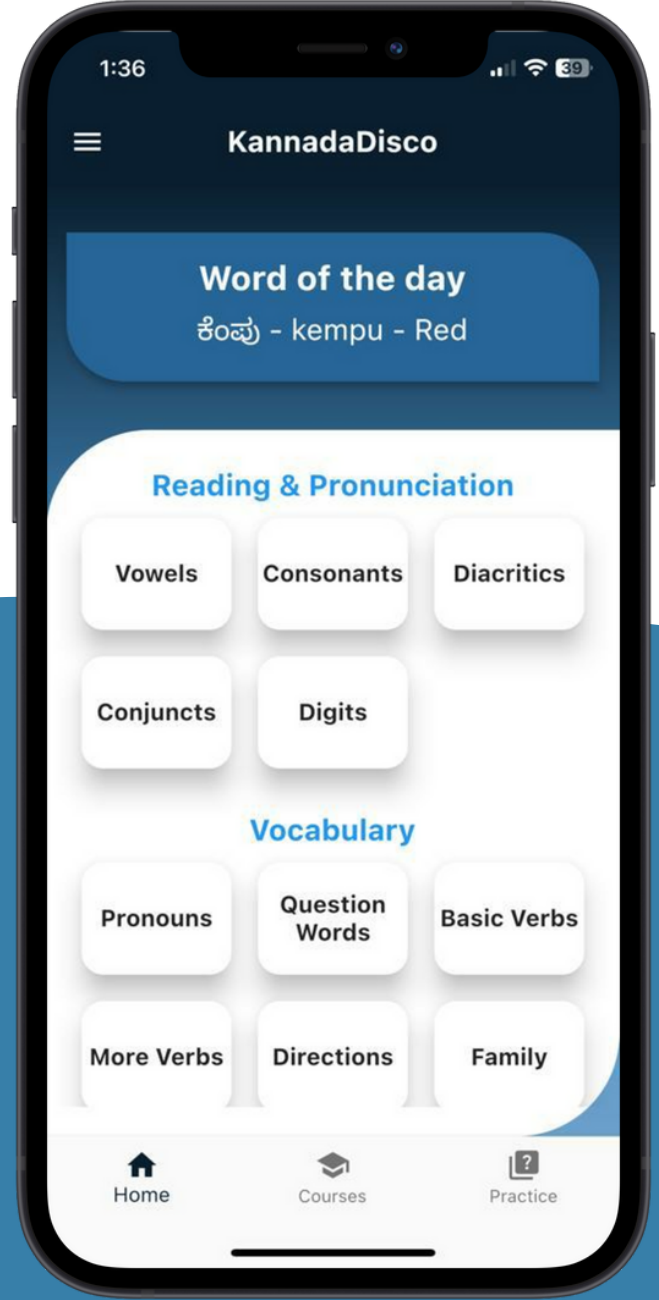 1:36
39
KannadaDisco
Word of the day
ಕೆಂಪು - kempu - Red
Reading & Pronunciation
Vowels
Consonants
Diacritics
Conjuncts
Digits
Vocabulary
Pronouns
Question
Words
Basic Verbs
More Verbs
Directions
Family
Home
Courses
Practice